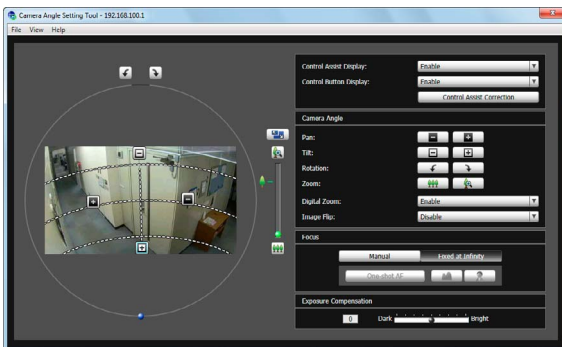 Camera Angle Setting Tool - 192.168.100.1
File View Help
Control Assist Display: Enable
Control Button Display: Enable
Control Assist Correction
Camera Angle
Pan:
Tilt:
Rotation:
Zoom:
Digital Zoom: Enable
Image Flip: Disable
Focus
Manual Fixed at Infinity
One-shot AF
Exposure Compensation
0 Dark Bright